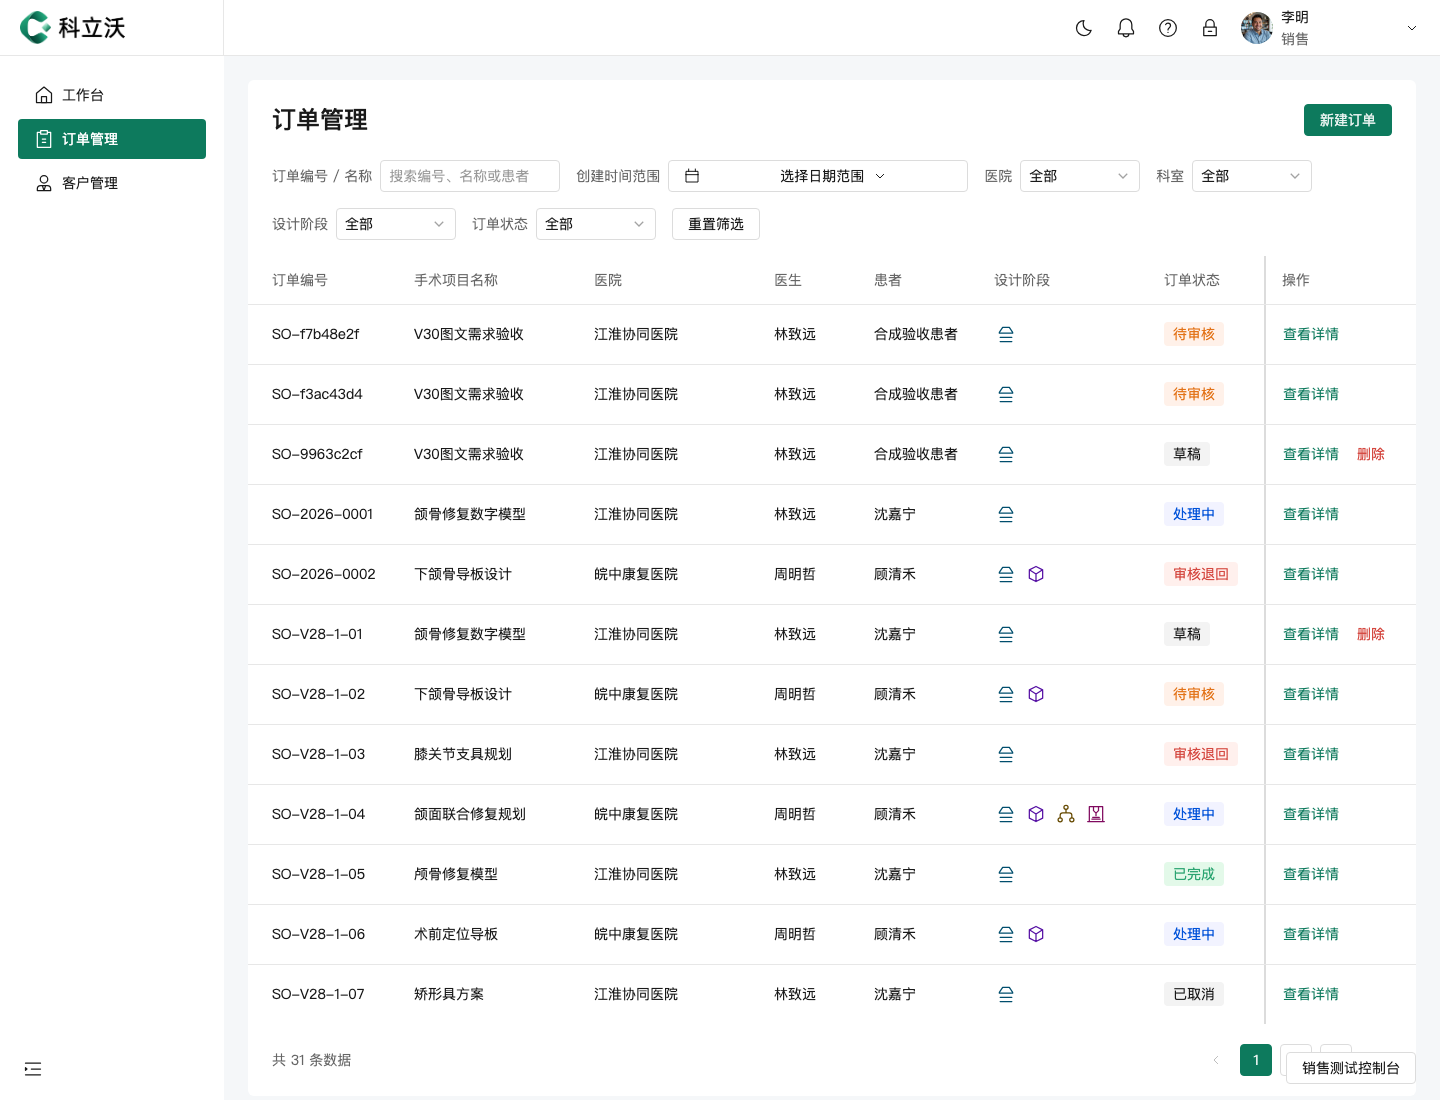 科立沃
李明
销售
工作台
订单管理
客户管理
订单管理
新建订单
订单编号 / 名称 搜索编号、名称或患者 创建时间范围 选择日期范围 医院 全部 科室 全部
设计阶段 全部 订单状态 全部 重置筛选
订单编号 手术项目名称 医院 医生 患者 设计阶段 订单状态 操作
SO-f7b48e2f V30图文需求验收 江淮协同医院 林致远 合成验收患者 待审核 查看详情
SO-f3ac43d4 V30图文需求验收 江淮协同医院 林致远 合成验收患者 待审核 查看详情
SO-9963c2cf V30图文需求验收 江淮协同医院 林致远 合成验收患者 草稿 查看详情 删除
SO-2026-0001 颌骨修复数字模型 江淮协同医院 林致远 沈嘉宁 处理中 查看详情
SO-2026-0002 下颌骨导板设计 皖中康复医院 周明哲 顾清禾 审核退回 查看详情
SO-V28-1-01 颌骨修复数字模型 江淮协同医院 林致远 沈嘉宁 草稿 查看详情 删除
SO-V28-1-02 下颌骨导板设计 皖中康复医院 周明哲 顾清禾 待审核 查看详情
SO-V28-1-03 膝关节支具规划 江淮协同医院 林致远 沈嘉宁 审核退回 查看详情
SO-V28-1-04 颌面联合修复规划 皖中康复医院 周明哲 顾清禾 处理中 查看详情
SO-V28-1-05 颅骨修复模型 江淮协同医院 林致远 沈嘉宁 已完成 查看详情
SO-V28-1-06 术前定位导板 皖中康复医院 周明哲 顾清禾 处理中 查看详情
SO-V28-1-07 矫形具方案 江淮协同医院 林致远 沈嘉宁 已取消 查看详情
共 31 条数据 1
销售测试控制台